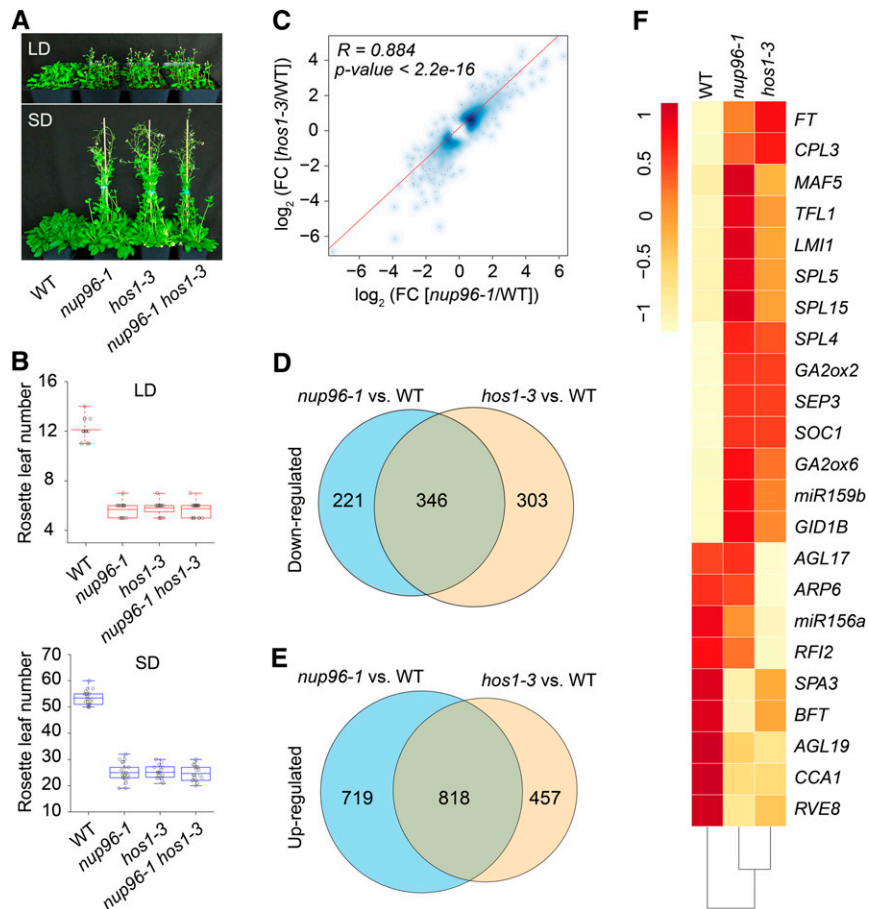 A
LD
SD
WT
nup96-1
hos1-3
nup96-1 hos1-3
B
Rosette leaf number
16
12
8
4
LD
WT
nup96-1
hos1-3
nup96-1 hos1-3
Rosette leaf number
70
60
50
40
30
20
10
SD
WT
nup96-1
hos1-3
nup96-1 hos1-3
C
R = 0.884
p-value < 2.2e-16
log2 (FC [hos1-3/WT])
4
2
0
−2
−4
−6
−6 −4 −2 0 2 4 6
log2 (FC [nup96-1/WT])
D
nup96-1 vs. WT
hos1-3 vs. WT
Down-regulated
221 346 303
E
nup96-1 vs. WT
hos1-3 vs. WT
Up-regulated
719 818 457
F
1
0.5
0
−0.5
−1
WT
nup96-1
hos1-3
FT
CPL3
MAF5
TFL1
LMI1
SPL5
SPL15
SPL4
GA2ox2
SEP3
SOC1
GA2ox6
miR159b
GID1B
AGL17
ARP6
miR156a
RFI2
SPA3
BFT
AGL19
CCA1
RVE8